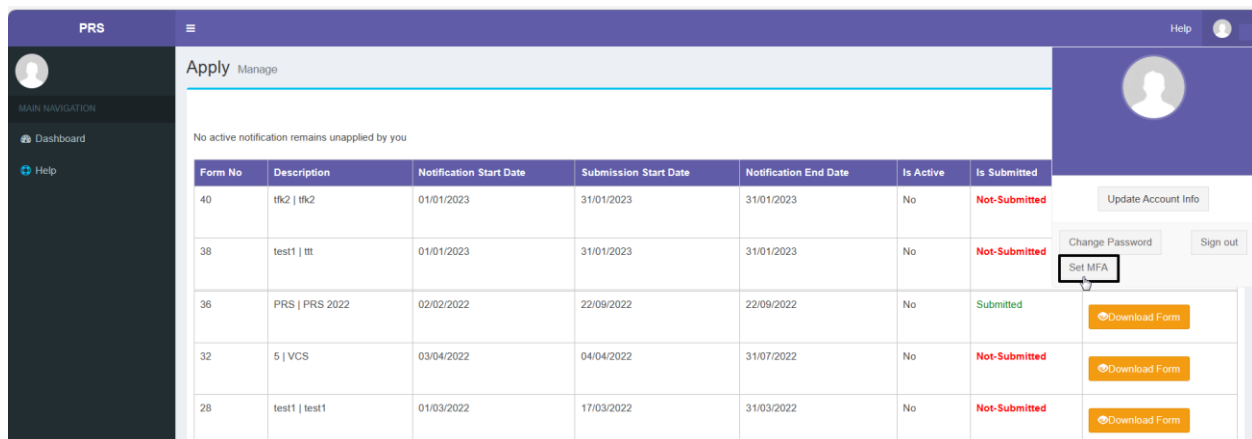 PRS
Help
MAIN NAVIGATION
Dashboard
Help
Apply Manage
No active notification remains unapplied by you
Form No Description Notification Start Date Submission Start Date Notification End Date Is Active Is Submitted
40 tfk2 | tfk2 01/01/2023 31/01/2023 31/01/2023 No Not-Submitted
38 test1 | ttt 01/01/2023 31/01/2023 31/01/2023 No Not-Submitted
36 PRS | PRS 2022 02/02/2022 22/09/2022 22/09/2022 No Submitted Download Form
32 5 | VCS 03/04/2022 04/04/2022 31/07/2022 No Not-Submitted Download Form
28 test1 | test1 01/03/2022 17/03/2022 31/03/2022 No Not-Submitted Download Form
Update Account Info
Change Password Sign out
Set MFA